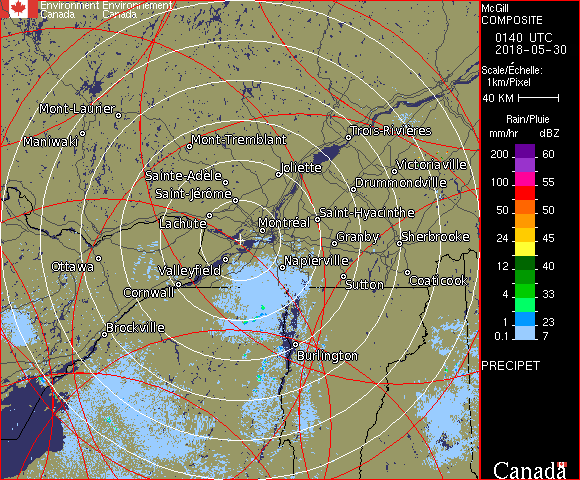 Environment Environnement
Canada Canada
McGill
COMPOSITE
0140 UTC
2018-05-30
Scale/Échelle:
1km/Pixel
40 KM
Rain/Pluie
mm/hr dBZ
200 60
150 55
100 55
50 50
24 45
12 40
4 33
1 23
0.1 7
PRECIPET
Canada
Mont-Laurier
Maniwaki
Mont-Tremblant
Trois-Rivières
Joliette
Victoriaville
Sainte-Adèle
Drummondville
Saint-Jérôme
Saint-Hyacinthe
Lachute
Montréal
Granby
Sherbrooke
Ottawa
Valleyfield
Napierville
Cornwall
Sutton
Coaticook
Brockville
Burlington